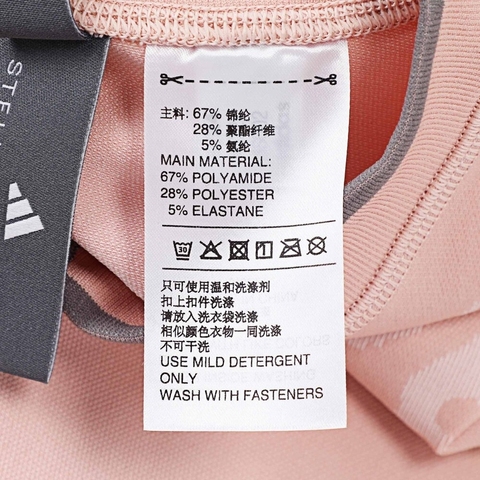 STEL
主料: 67% 锦纶
28% 聚酯纤维
5% 氨纶
MAIN MATERIAL:
67% POLYAMIDE
28% POLYESTER
5% ELASTANE
30
只可使用温和洗涤剂
扣上扣件洗涤
请放入洗衣袋洗涤
相似颜色衣物一同洗涤
不可干洗
USE MILD DETERGENT
ONLY
WASH WITH FASTENERS